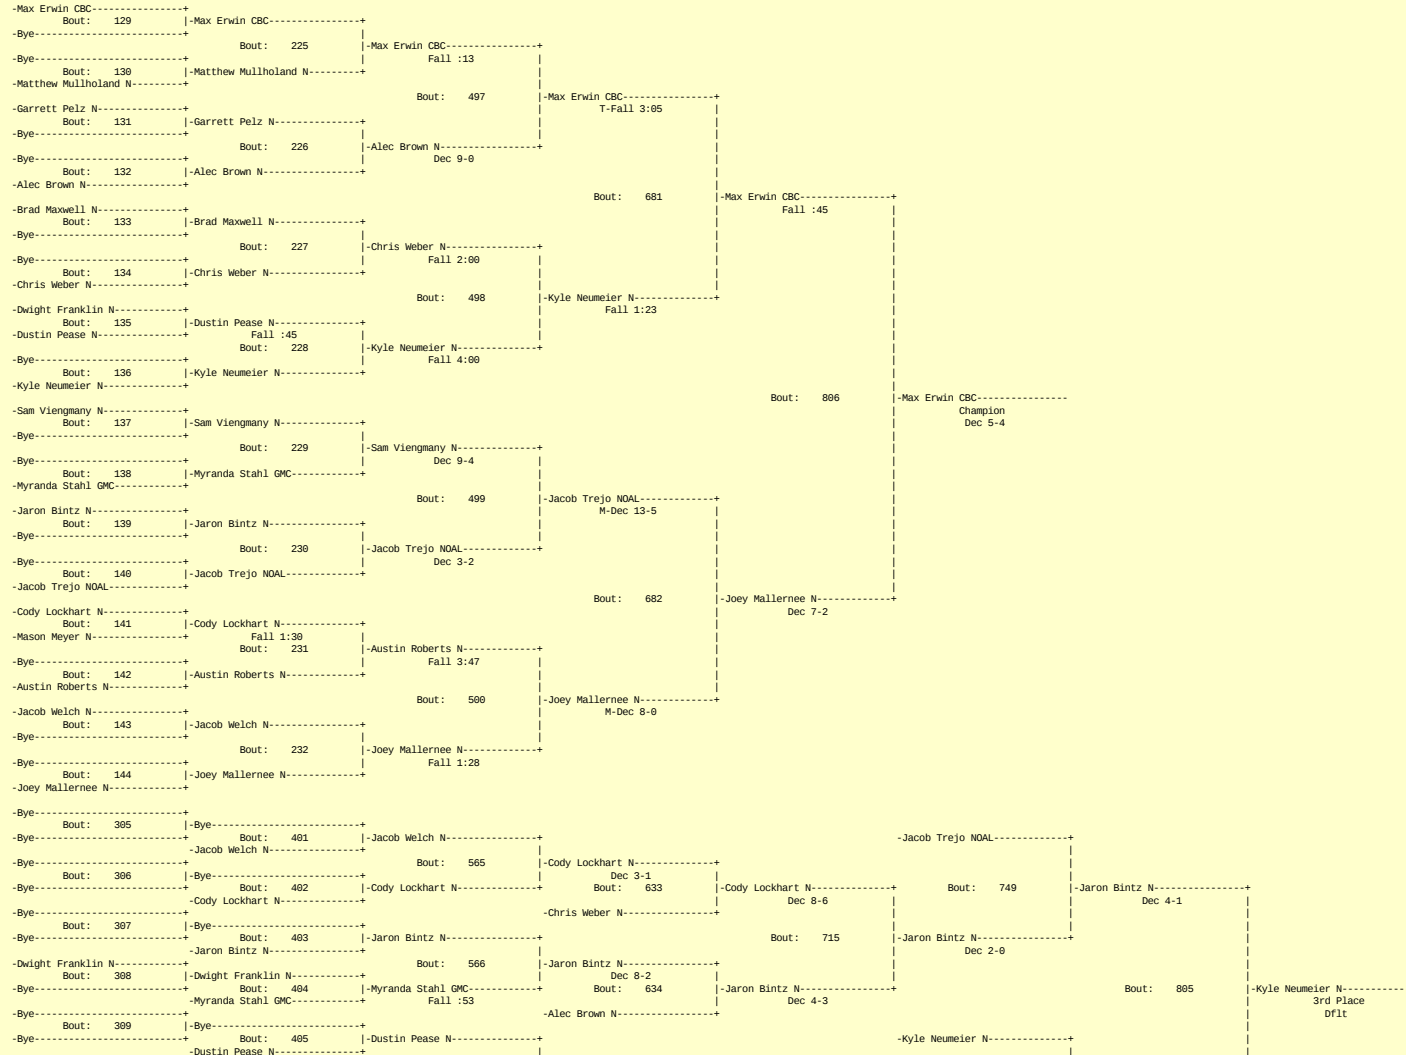 -Max Erwin CBC----------------+
Bout: 129 |-Max Erwin CBC----------------+
-Bye--------------------------+ |
Bout: 225 |-Max Erwin CBC----------------+
-Bye--------------------------+ | Fall :13 |
Bout: 130 |-Matthew Mullholand N---------+ |
-Matthew Mullholand N---------+ |
Bout: 497 |-Max Erwin CBC----------------+
-Garrett Pelz N---------------+ | T-Fall 3:05 |
Bout: 131 |-Garrett Pelz N---------------+ | |
-Bye--------------------------+ | | |
Bout: 226 |-Alec Brown N-----------------+ |
-Bye--------------------------+ | Dec 9-0 |
Bout: 132 |-Alec Brown N-----------------+ |
-Alec Brown N-----------------+ |
Bout: 681 |-Max Erwin CBC----------------+
-Brad Maxwell N---------------+ | Fall :45 |
Bout: 133 |-Brad Maxwell N---------------+ | |
-Bye--------------------------+ | | |
Bout: 227 |-Chris Weber N----------------+ | |
-Bye--------------------------+ | Fall 2:00 | | |
Bout: 134 |-Chris Weber N----------------+ | | |
-Chris Weber N----------------+ | | |
Bout: 498 |-Kyle Neumeier N--------------+ |
-Dwight Franklin N------------+ | Fall 1:23 |
Bout: 135 |-Dustin Pease N---------------+ | |
-Dustin Pease N---------------+ Fall :45 | | |
Bout: 228 |-Kyle Neumeier N--------------+ |
-Bye--------------------------+ | Fall 4:00 |
Bout: 136 |-Kyle Neumeier N--------------+ |
-Kyle Neumeier N--------------+ |
Bout: 806 |-Max Erwin CBC----------------
-Sam Viengmany N--------------+ | Champion
Bout: 137 |-Sam Viengmany N--------------+ | Dec 5-4
-Bye--------------------------+ | |
Bout: 229 |-Sam Viengmany N--------------+ |
-Bye--------------------------+ | Dec 9-4 | |
Bout: 138 |-Myranda Stahl GMC------------+ | |
-Myranda Stahl GMC------------+ | |
Bout: 499 |-Jacob Trejo NOAL-------------+ |
-Jaron Bintz N----------------+ | M-Dec 13-5 | |
Bout: 139 |-Jaron Bintz N----------------+ | | |
-Bye--------------------------+ | | | |
Bout: 230 |-Jacob Trejo NOAL-------------+ | |
-Bye--------------------------+ | Dec 3-2 | |
Bout: 140 |-Jacob Trejo NOAL-------------+ | |
-Jacob Trejo NOAL-------------+ | |
Bout: 682 |-Joey Mallernee N-------------+
-Cody Lockhart N--------------+ | Dec 7-2
Bout: 141 |-Cody Lockhart N--------------+ |
-Mason Meyer N----------------+ Fall 1:30 | |
Bout: 231 |-Austin Roberts N-------------+ |
-Bye--------------------------+ | Fall 3:47 | |
Bout: 142 |-Austin Roberts N-------------+ | |
-Austin Roberts N-------------+ | |
Bout: 500 |-Joey Mallernee N-------------+
-Jacob Welch N----------------+ | M-Dec 8-0
Bout: 143 |-Jacob Welch N----------------+ |
-Bye--------------------------+ | |
Bout: 232 |-Joey Mallernee N-------------+
-Bye--------------------------+ | Fall 1:28
Bout: 144 |-Joey Mallernee N-------------+
-Joey Mallernee N-------------+
-Bye--------------------------+
Bout: 305 |-Bye--------------------------+
-Bye--------------------------+ Bout: 401 |-Jacob Welch N----------------+ -Jacob Trejo NOAL-------------+
-Jacob Welch N----------------+ | |
-Bye--------------------------+ Bout: 565 |-Cody Lockhart N--------------+ |
Bout: 306 |-Bye--------------------------+ | Dec 3-1 | |
-Bye--------------------------+ Bout: 402 |-Cody Lockhart N--------------+ Bout: 633 |-Cody Lockhart N--------------+ Bout: 749 |-Jaron Bintz N----------------+
-Cody Lockhart N--------------+ | Dec 8-6 | | Dec 4-1 |
-Bye--------------------------+ -Chris Weber N----------------+ | | |
Bout: 307 |-Bye--------------------------+ | | |
-Bye--------------------------+ Bout: 403 |-Jaron Bintz N----------------+ Bout: 715 |-Jaron Bintz N----------------+ |
-Jaron Bintz N----------------+ | | Dec 2-0 |
-Dwight Franklin N------------+ Bout: 566 |-Jaron Bintz N----------------+ | |
Bout: 308 |-Dwight Franklin N------------+ | Dec 8-2 | | |
-Bye--------------------------+ Bout: 404 |-Myranda Stahl GMC------------+ Bout: 634 |-Jaron Bintz N----------------+ Bout: 805 |-Kyle Neumeier N-----------
-Myranda Stahl GMC------------+ Fall :53 | Dec 4-3 | 3rd Place
-Bye--------------------------+ -Alec Brown N-----------------+ | Dflt
Bout: 309 |-Bye--------------------------+ |
-Bye--------------------------+ Bout: 405 |-Dustin Pease N---------------+ -Kyle Neumeier N--------------+ |
-Dustin Pease N---------------+ | | |